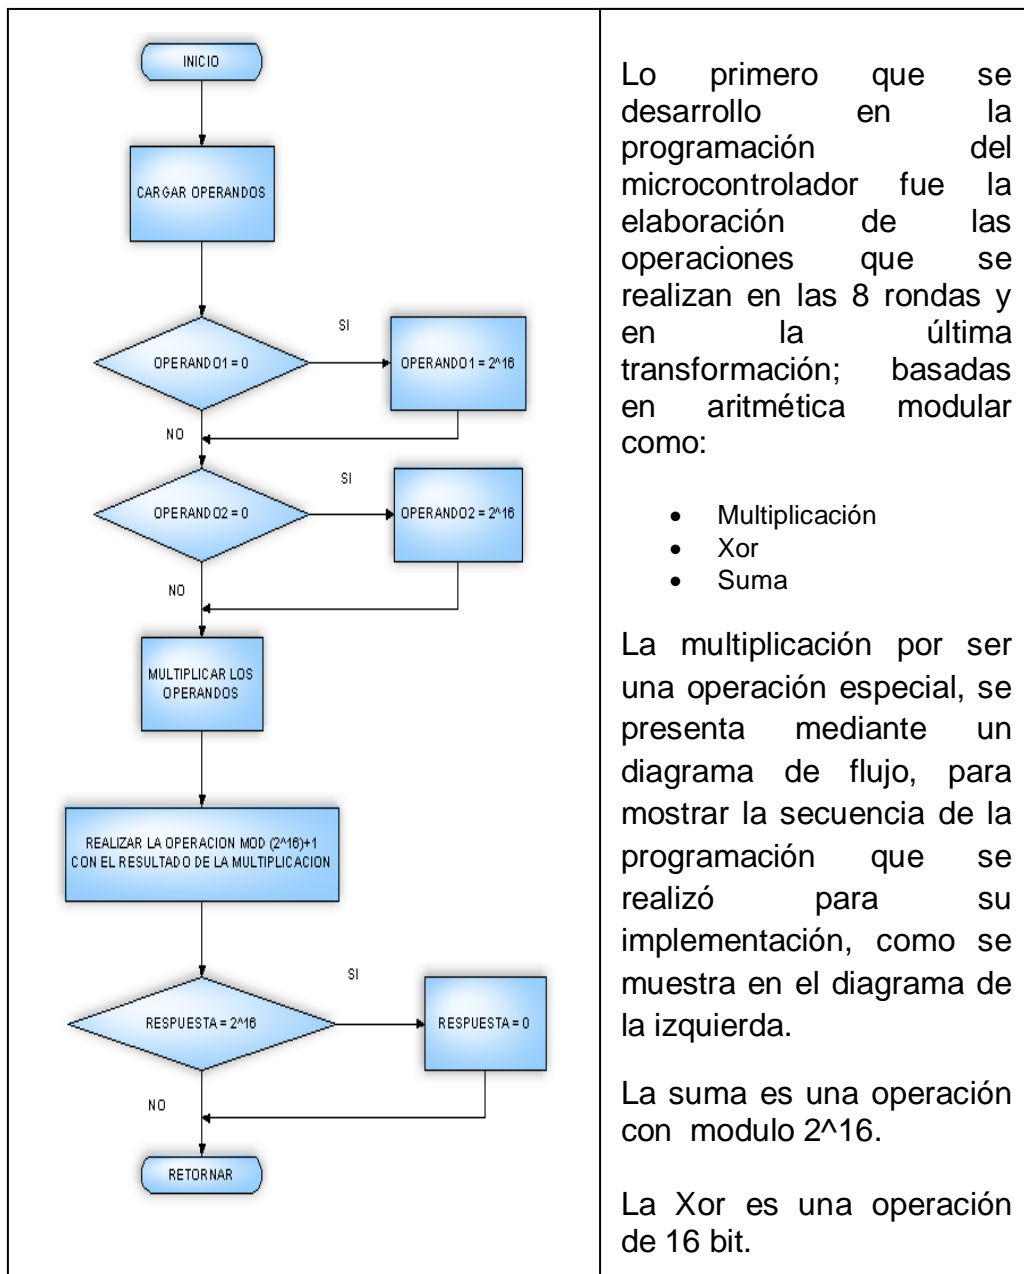 INICIO
CARGAR OPERANDOS
SI
OPERANDO1 = 0
OPERANDO1 = 2^16
NO
SI
OPERANDO2 = 0
OPERANDO2 = 2^16
NO
MULTIPLICAR LOS
OPERANDOS
REALIZAR LA OPERACION MOD (2^16)+1
CON EL RESULTADO DE LA MULTIPLICACION
SI
RESPUESTA = 2^16
RESPUESTA = 0
NO
RETORNAR
Lo primero que se
desarrollo en la
programación del
microcontrolador fue la
elaboración de las
operaciones que se
realizan en las 8 rondas y
en la última
transformación; basadas
en aritmética modular
como:
• Multiplicación
• Xor
• Suma
La multiplicación por ser
una operación especial, se
presenta mediante un
diagrama de flujo, para
mostrar la secuencia de la
programación que se
realizó para su
implementación, como se
muestra en el diagrama de
la izquierda.
La suma es una operación
con modulo 2^16.
La Xor es una operación
de 16 bit.